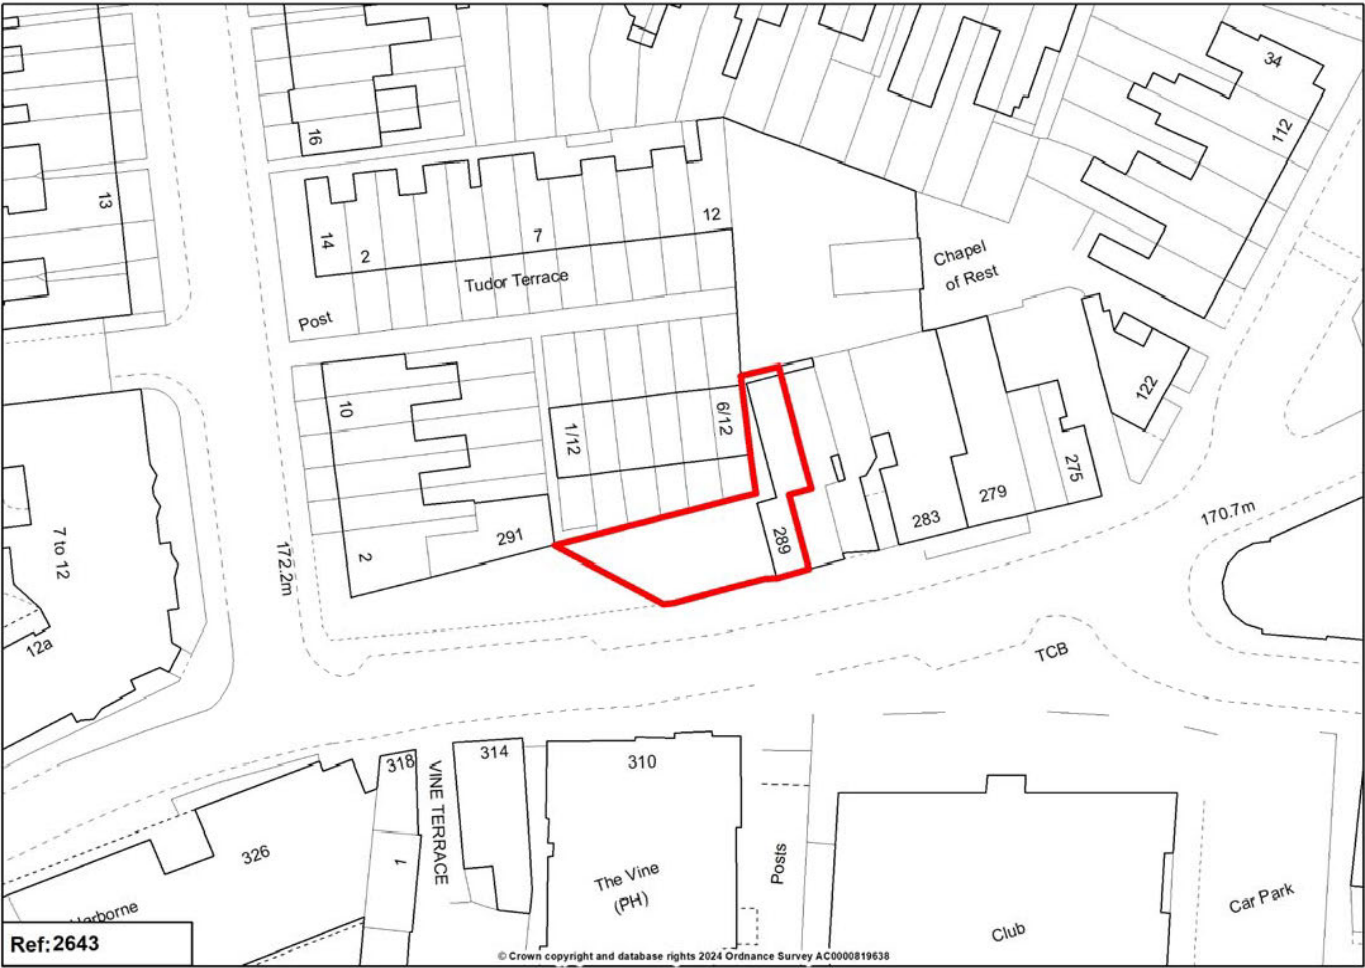 34
112
16
13
14
2
7
12
Tudor Terrace
Chapel
of Rest
Post
10
1/12
6/12
122
275
279
283
289
291
2
170.7m
172.2m
7 to 12
12a
TCB
318
VINE TERRACE
314
310
326
1
The Vine
(PH)
Posts
Club
Car Park
Harborne
Ref:2643
© Crown copyright and database rights 2024 Ordnance Survey AC0000819638